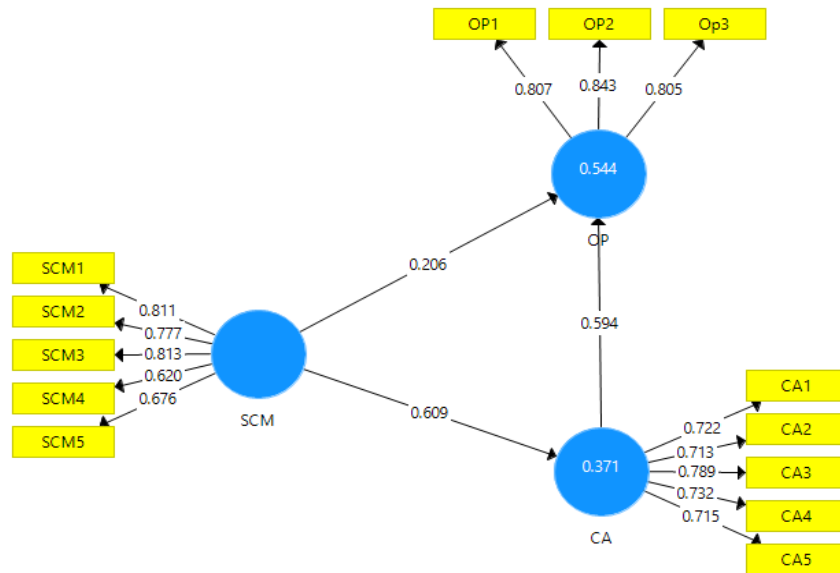 OP1
OP2
Op3
0.807
0.843
0.805
0.544
OP
0.206
SCM1
SCM2
SCM3
SCM4
SCM5
0.811
0.777
0.813
0.620
0.676
SCM
0.594
0.609
0.371
CA
0.722
0.713
0.789
0.732
0.715
CA1
CA2
CA3
CA4
CA5